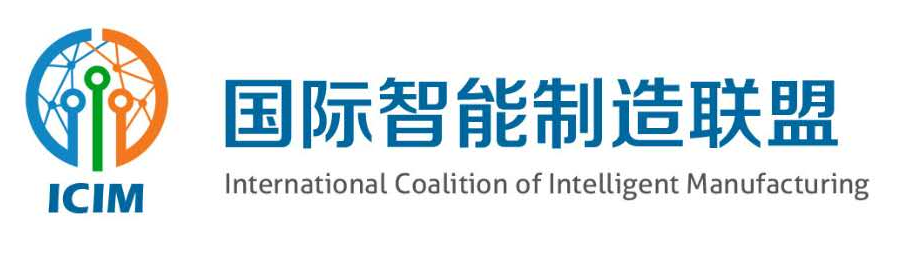 国际智能制造联盟
International Coalition of Intelligent Manufacturing
ICIM